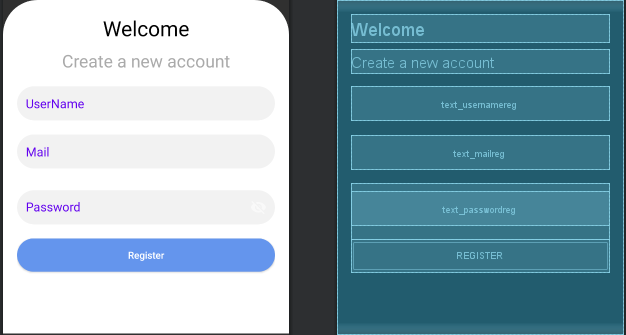 Welcome
Create a new account
UserName
Mail
Password
Register
Welcome
Create a new account
text_usernamereg
text_mailreg
text_passwordreg
REGISTER